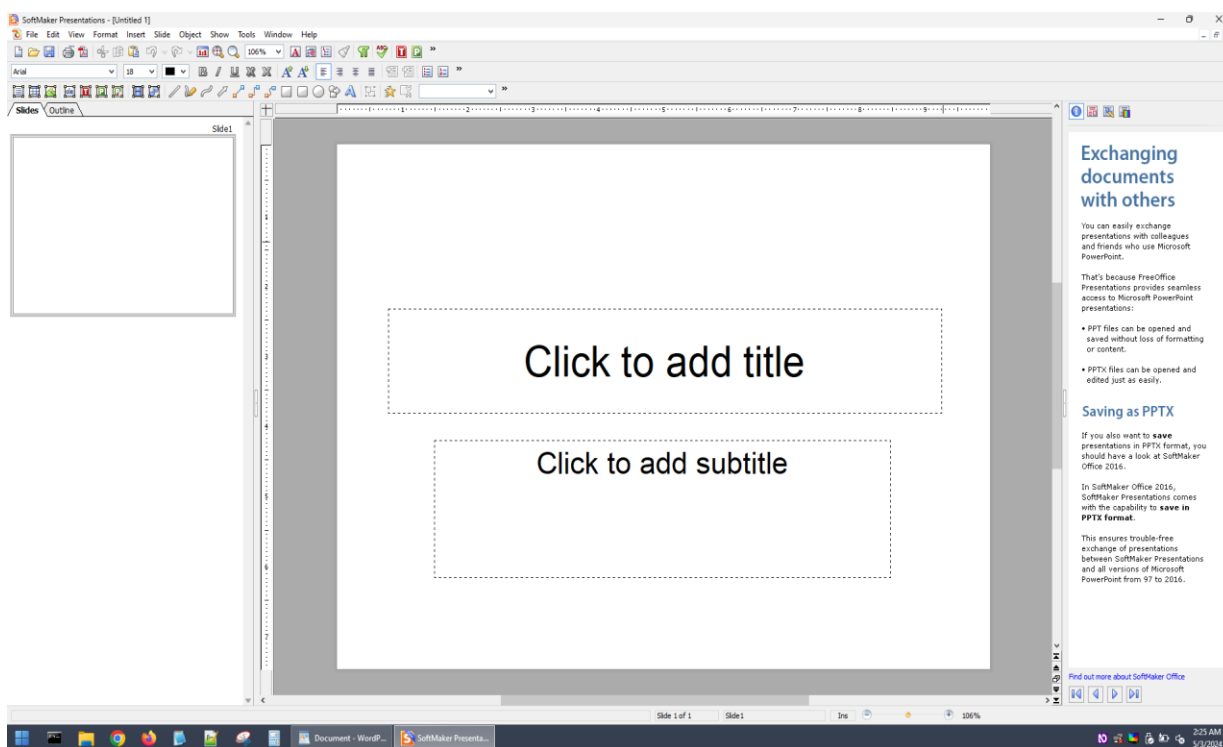 SoftMaker Presentations - [Untitled 1]
File Edit View Format Insert Slide Object Show Tools Window Help
106%
Arial 18
Slides Outline
Slide1
Click to add title
Click to add subtitle
Exchanging
documents
with others
You can easily exchange
presentations with colleagues
and friends who use Microsoft
PowerPoint.
That's because FreeOffice
Presentations provides seamless
access to Microsoft PowerPoint
presentations:
• PPT files can be opened and
saved without loss of formatting
or content.
• PPTX files can be opened and
edited just as easily.
Saving as PPTX
If you also want to save
presentations in PPTX format, you
should have a look at SoftMaker
Office 2016.
In SoftMaker Office 2016,
SoftMaker Presentations comes
with the capability to save in
PPTX format.
This ensures trouble-free
exchange of presentations
between SoftMaker Presentations
and all versions of Microsoft
PowerPoint from 97 to 2016.
Find out more about SoftMaker Office
Slide 1 of 1 Slide1 Ins 106%
Document - WordP... SoftMaker Presenta...
2:25 AM